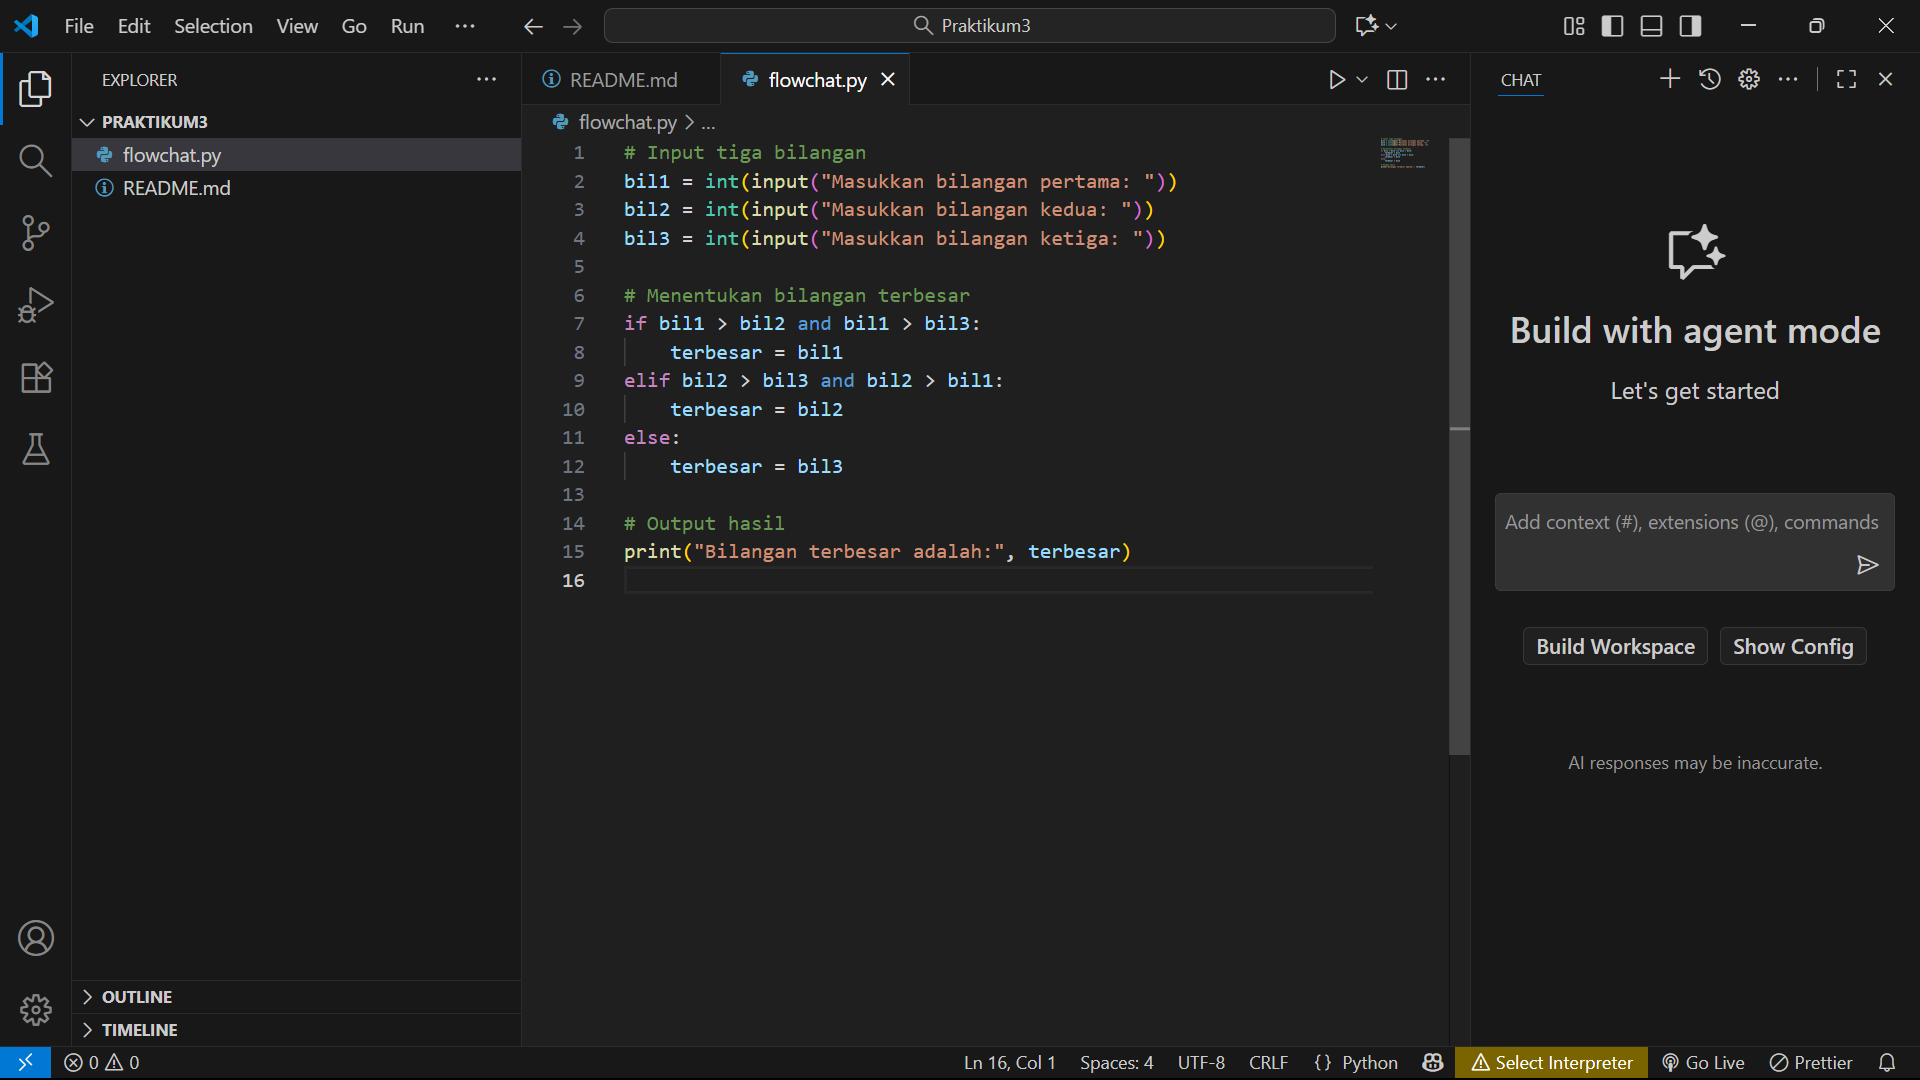 File Edit Selection View Go Run ...
Praktikum3
EXPLORER
PRAKTIKUM3
flowchat.py
README.md
OUTLINE
TIMELINE
README.md
flowchat.py
flowchat.py > ...
1 # Input tiga bilangan
2 bil1 = int(input("Masukkan bilangan pertama: "))
3 bil2 = int(input("Masukkan bilangan kedua: "))
4 bil3 = int(input("Masukkan bilangan ketiga: "))
5
6 # Menentukan bilangan terbesar
7 if bil1 > bil2 and bil1 > bil3:
8     terbesar = bil1
9 elif bil2 > bil3 and bil2 > bil1:
10     terbesar = bil2
11 else:
12     terbesar = bil3
13
14 # Output hasil
15 print("Bilangan terbesar adalah:", terbesar)
16
CHAT
Build with agent mode
Let's get started
Add context (#), extensions (@), commands
Build Workspace
Show Config
AI responses may be inaccurate.
0 0
Ln 16, Col 1
Spaces: 4
UTF-8
CRLF
{} Python
Select Interpreter
Go Live
Prettier